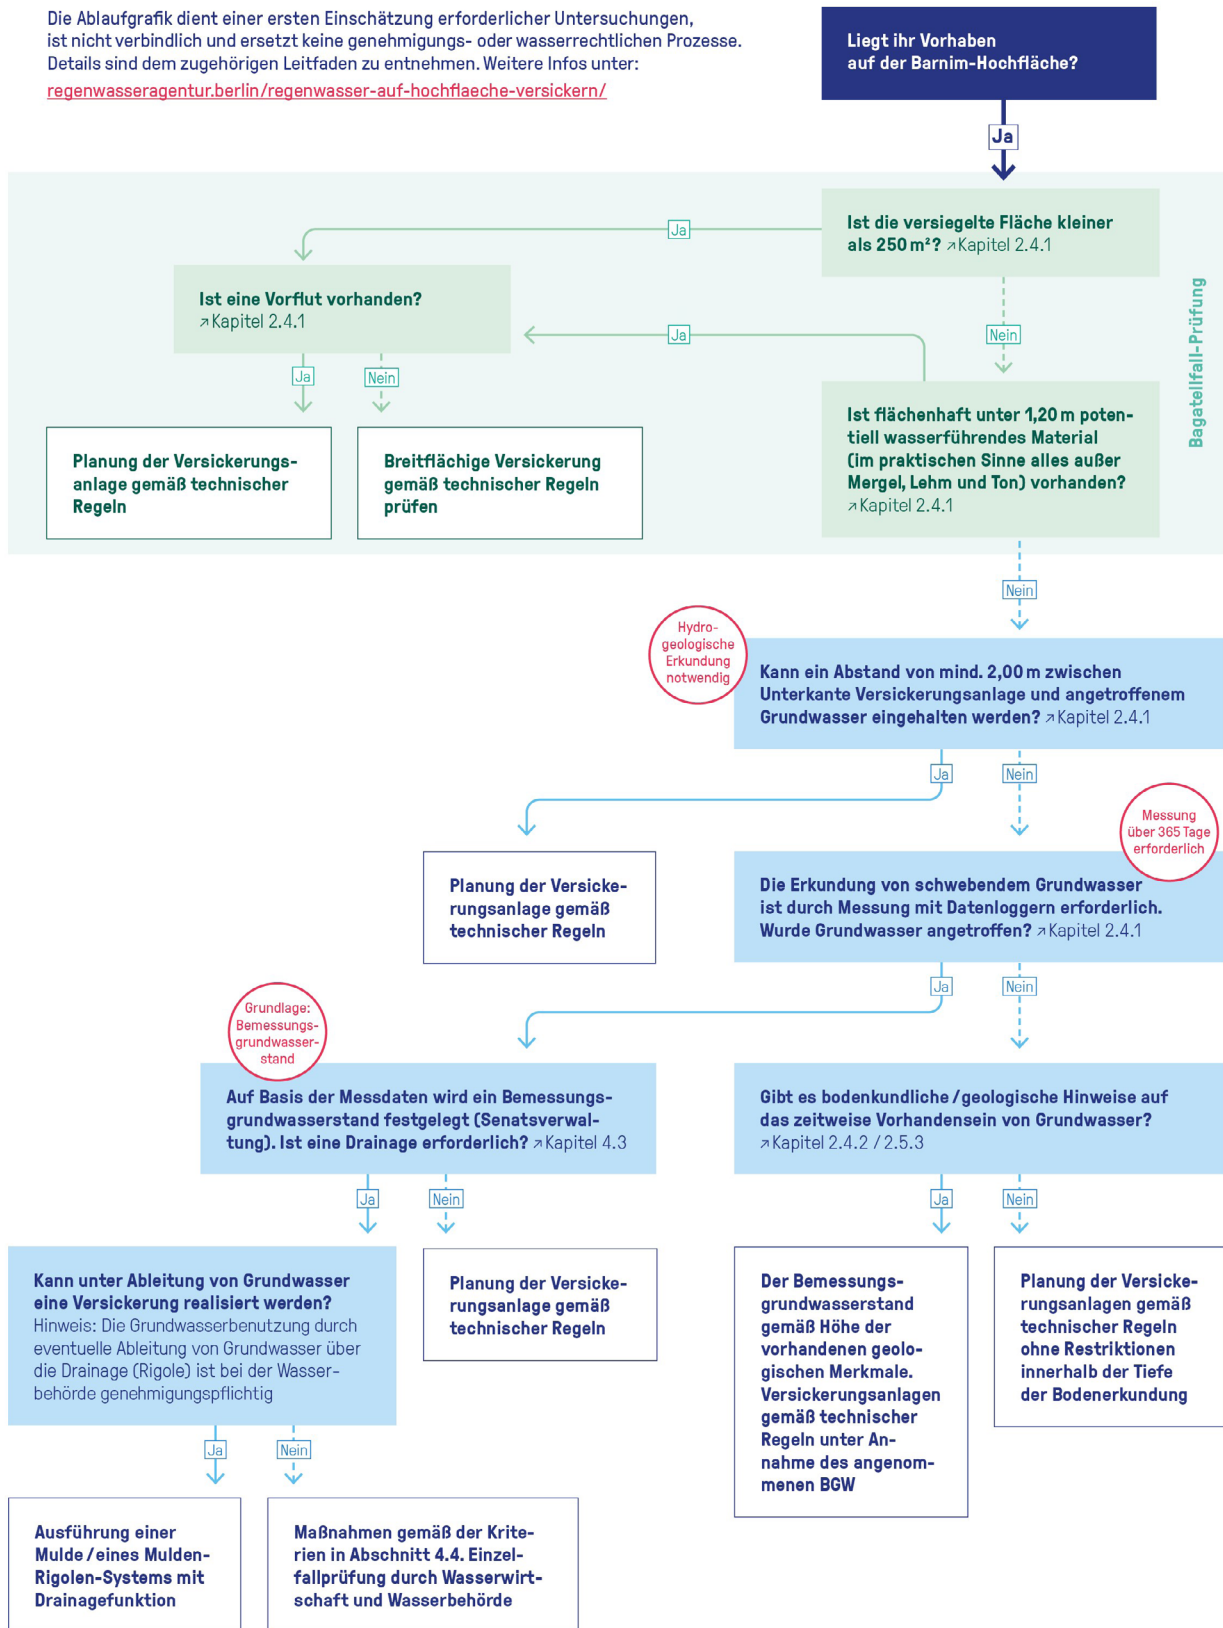 Die Ablaufgrafik dient einer ersten Einschätzung erforderlicher Untersuchungen,
ist nicht verbindlich und ersetzt keine genehmigungs- oder wasserrechtlichen Prozesse.
Details sind dem zugehörigen Leitfaden zu entnehmen. Weitere Infos unter:
regenwasseragentur.berlin/regenwasser-auf-hochflaeche-versickern/
Liegt ihr Vorhaben
auf der Barnim-Hochfläche?
Ja
Ist die versiegelte Fläche kleiner
als 250 m²? ↗Kapitel 2.4.1
Ja
Nein
Ist eine Vorflut vorhanden?
↗Kapitel 2.4.1
Ja
Nein
Ja
Bagatellfall-Prüfung
Ist flächenhaft unter 1,20 m poten-
tiell wasserführendes Material
(im praktischen Sinne alles außer
Mergel, Lehm und Ton) vorhanden?
↗Kapitel 2.4.1
Planung der Versickerungs-
anlage gemäß technischer
Regeln
Breitflächige Versickerung
gemäß technischer Regeln
prüfen
Nein
Hydro-
geologische
Erkundung
notwendig
Kann ein Abstand von mind. 2,00 m zwischen
Unterkante Versickerungsanlage und angetroffenem
Grundwasser eingehalten werden? ↗Kapitel 2.4.1
Ja
Nein
Messung
über 365 Tage
erforderlich
Planung der Versicke-
rungsanlage gemäß
technischer Regeln
Die Erkundung von schwebendem Grundwasser
ist durch Messung mit Datenloggern erforderlich.
Wurde Grundwasser angetroffen? ↗Kapitel 2.4.1
Ja
Nein
Grundlage:
Bemessungs-
grundwasser-
stand
Auf Basis der Messdaten wird ein Bemessungs-
grundwasserstand festgelegt (Senatsverwal-
tung). Ist eine Drainage erforderlich? ↗Kapitel 4.3
Gibt es bodenkundliche/geologische Hinweise auf
das zeitweise Vorhandensein von Grundwasser?
↗Kapitel 2.4.2 / 2.5.3
Ja
Nein
Ja
Nein
Kann unter Ableitung von Grundwasser
eine Versickerung realisiert werden?
Hinweis: Die Grundwasserbenutzung durch
eventuelle Ableitung von Grundwasser über
die Drainage (Rigole) ist bei der Wasser-
behörde genehmigungspflichtig
Planung der Versicke-
rungsanlage gemäß
technischer Regeln
Der Bemessungs-
grundwasserstand
gemäß Höhe der
vorhandenen geolo-
gischen Merkmale.
Versickerungsanlagen
gemäß technischer
Regeln unter An-
nahme des angenom-
menen BGW
Planung der Versicke-
rungsanlagen gemäß
technischer Regeln
ohne Restriktionen
innerhalb der Tiefe
der Bodenerkundung
Ja
Nein
Ausführung einer
Mulde/eines Mulden-
Rigolen-Systems mit
Drainagefunktion
Maßnahmen gemäß der Krite-
rien in Abschnitt 4.4. Einzel-
fallprüfung durch Wasserwirt-
schaft und Wasserbehörde